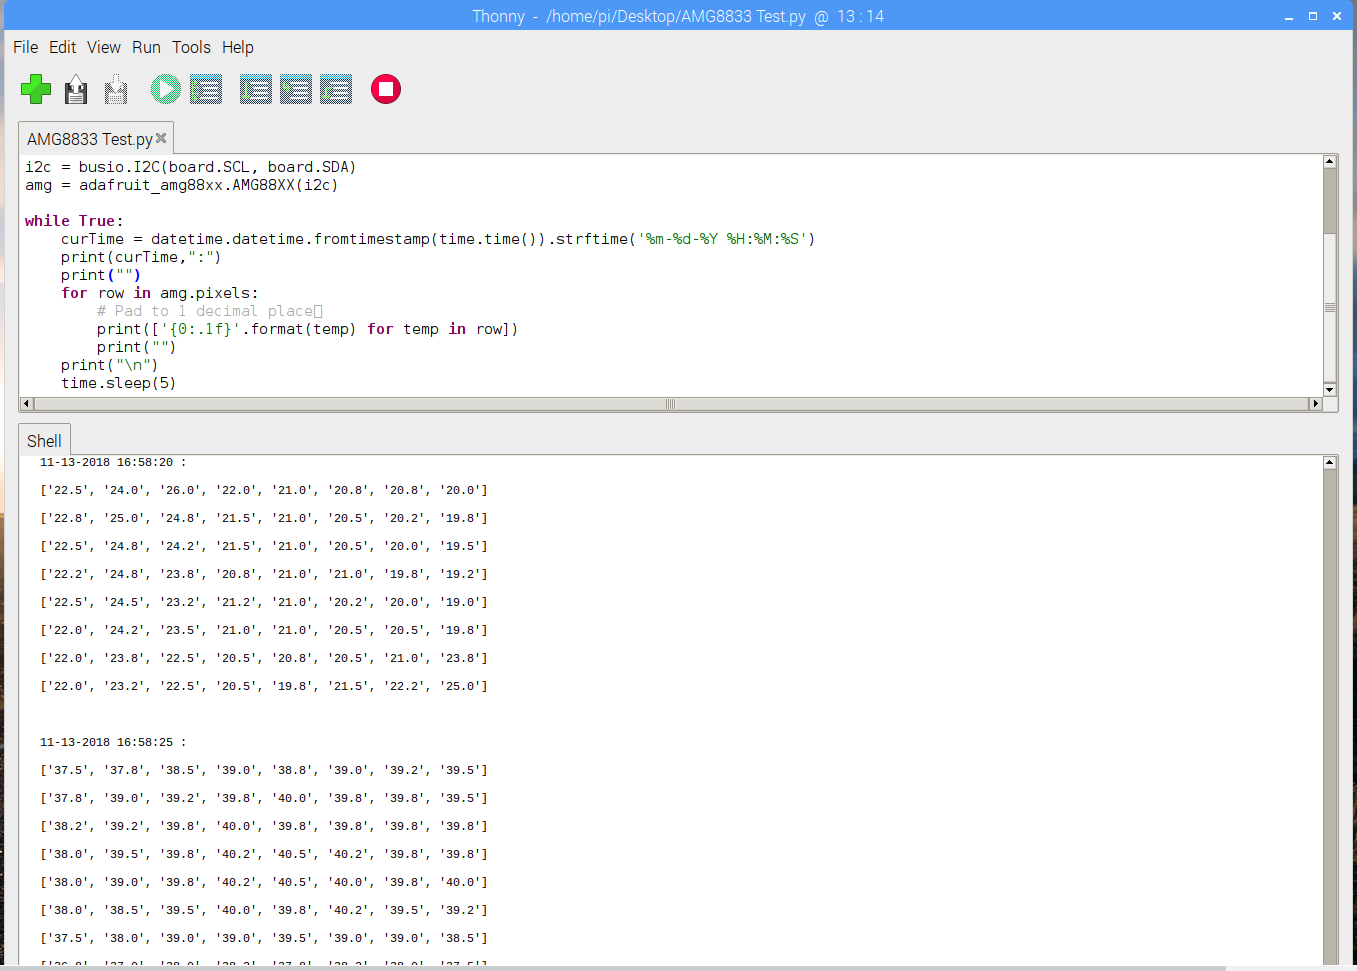 Thonny - /home/pi/Desktop/AMG8833 Test.py @ 13 : 14
File Edit View Run Tools Help
AMG8833 Test.py
i2c = busio.I2C(board.SCL, board.SDA)
amg = adafruit_amg88xx.AMG88XX(i2c)
while True:
curTime = datetime.datetime.fromtimestamp(time.time()).strftime('%m-%d-%Y %H:%M:%S')
print(curTime,":")
print("")
for row in amg.pixels:
# Pad to 1 decimal place
print(['{0:.1f}'.format(temp) for temp in row])
print("")
print("\n")
time.sleep(5)
Shell
11-13-2018 16:58:20 :
['22.5', '24.0', '26.0', '22.0', '21.0', '20.8', '20.8', '20.0']
['22.8', '25.0', '24.8', '21.5', '21.0', '20.5', '20.2', '19.8']
['22.5', '24.8', '24.2', '21.5', '21.0', '20.5', '20.0', '19.5']
['22.2', '24.8', '23.8', '20.8', '21.0', '21.0', '19.8', '19.2']
['22.5', '24.5', '23.2', '21.2', '21.0', '20.2', '20.0', '19.0']
['22.0', '24.2', '23.5', '21.0', '21.0', '20.5', '20.5', '19.8']
['22.0', '23.8', '22.5', '20.5', '20.8', '20.5', '21.0', '23.8']
['22.0', '23.2', '22.5', '20.5', '19.8', '21.5', '22.2', '25.0']
11-13-2018 16:58:25 :
['37.5', '37.8', '38.5', '39.0', '38.8', '39.0', '39.2', '39.5']
['37.8', '39.0', '39.2', '39.8', '40.0', '39.8', '39.8', '39.5']
['38.2', '39.2', '39.8', '40.0', '39.8', '39.8', '39.8', '39.8']
['38.0', '39.5', '39.8', '40.2', '40.5', '40.2', '39.8', '39.8']
['38.0', '39.0', '39.8', '40.2', '40.5', '40.0', '39.8', '40.0']
['38.0', '38.5', '39.5', '40.0', '39.8', '40.2', '39.5', '39.2']
['37.5', '38.0', '39.0', '39.0', '39.5', '39.0', '39.0', '38.5']